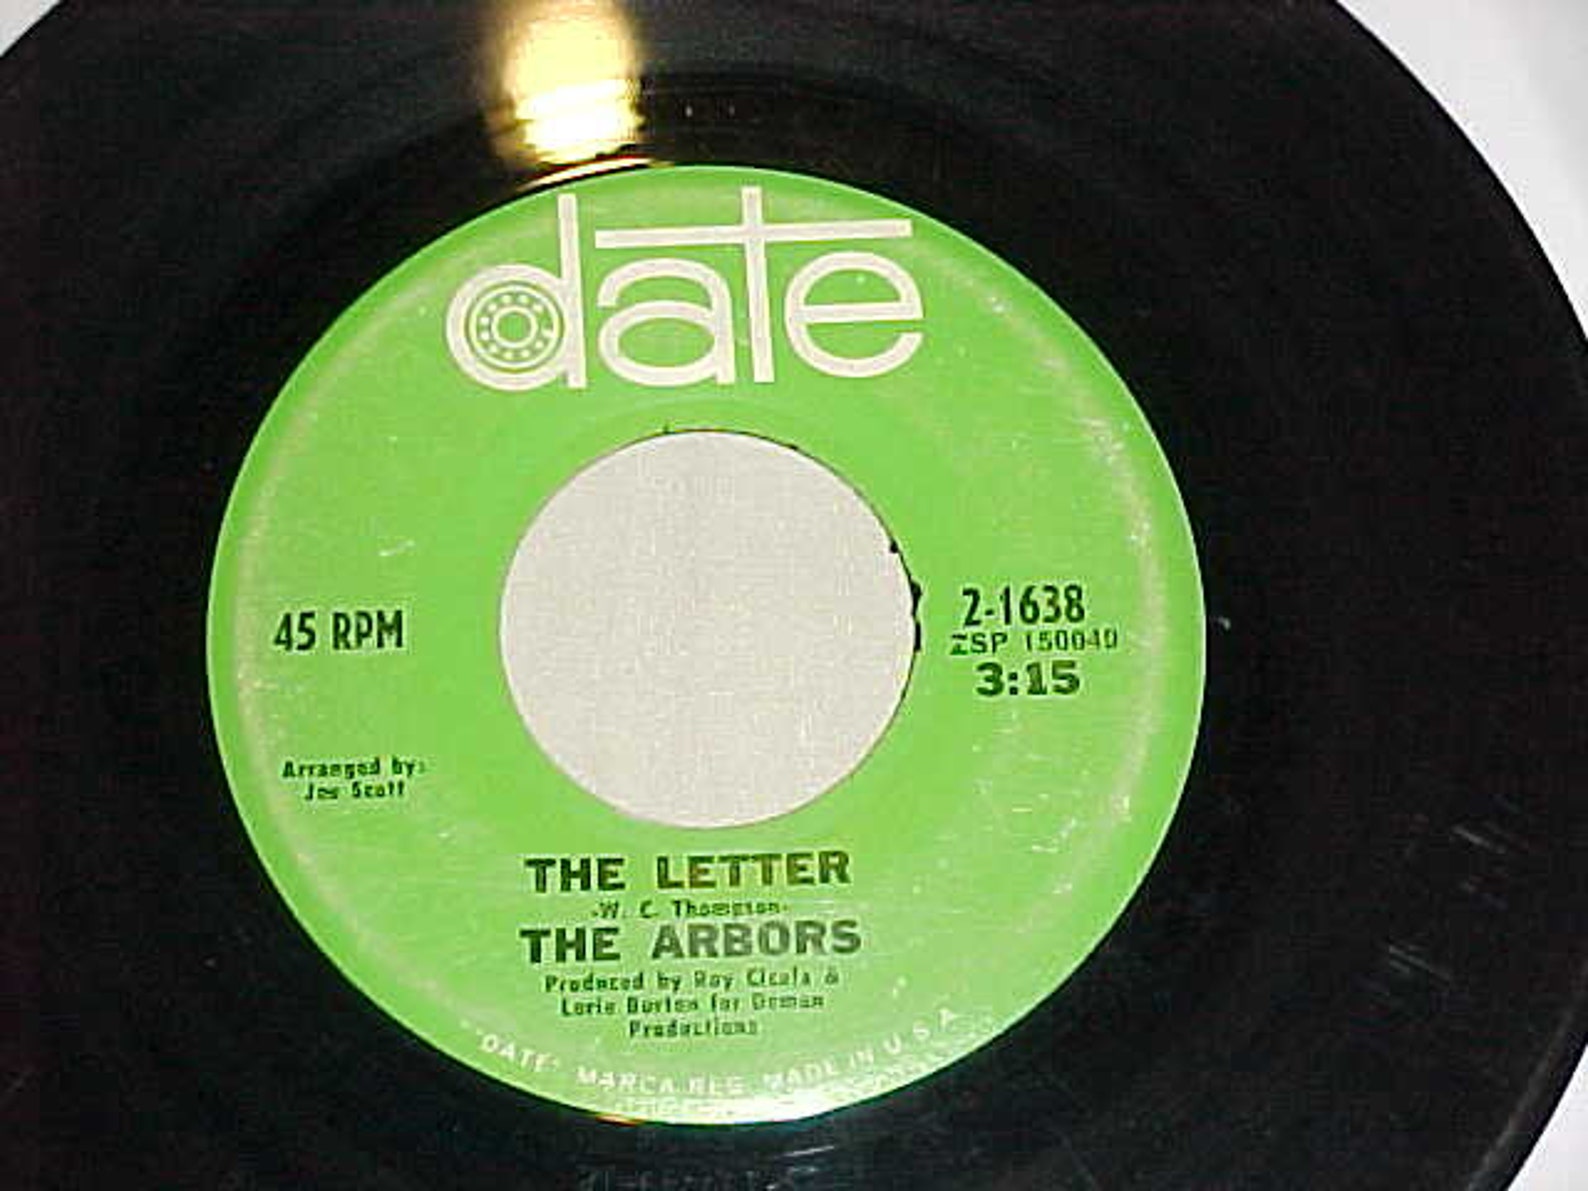 date
45 RPM
2-1638
ZSP 150040
3:15
Arranged by:
Joe Scott
THE LETTER
-W. C. Thompson-
THE ARBORS
Produced by Roy Cicala &
Lorie Burton for Doman
Productions
"DATE" MARCA REG. MADE IN U S A